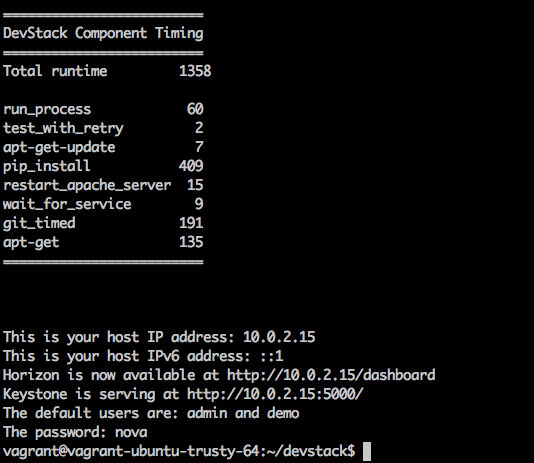 =========================
DevStack Component Timing
=========================
Total runtime         1358

run_process            60
test_with_retry         2
apt-get-update          7
pip_install           409
restart_apache_server  15
wait_for_service        9
git_timed             191
apt-get               135
=========================

This is your host IP address: 10.0.2.15
This is your host IPv6 address: ::1
Horizon is now available at http://10.0.2.15/dashboard
Keystone is serving at http://10.0.2.15:5000/
The default users are: admin and demo
The password: nova
vagrant@vagrant-ubuntu-trusty-64:~/devstack$